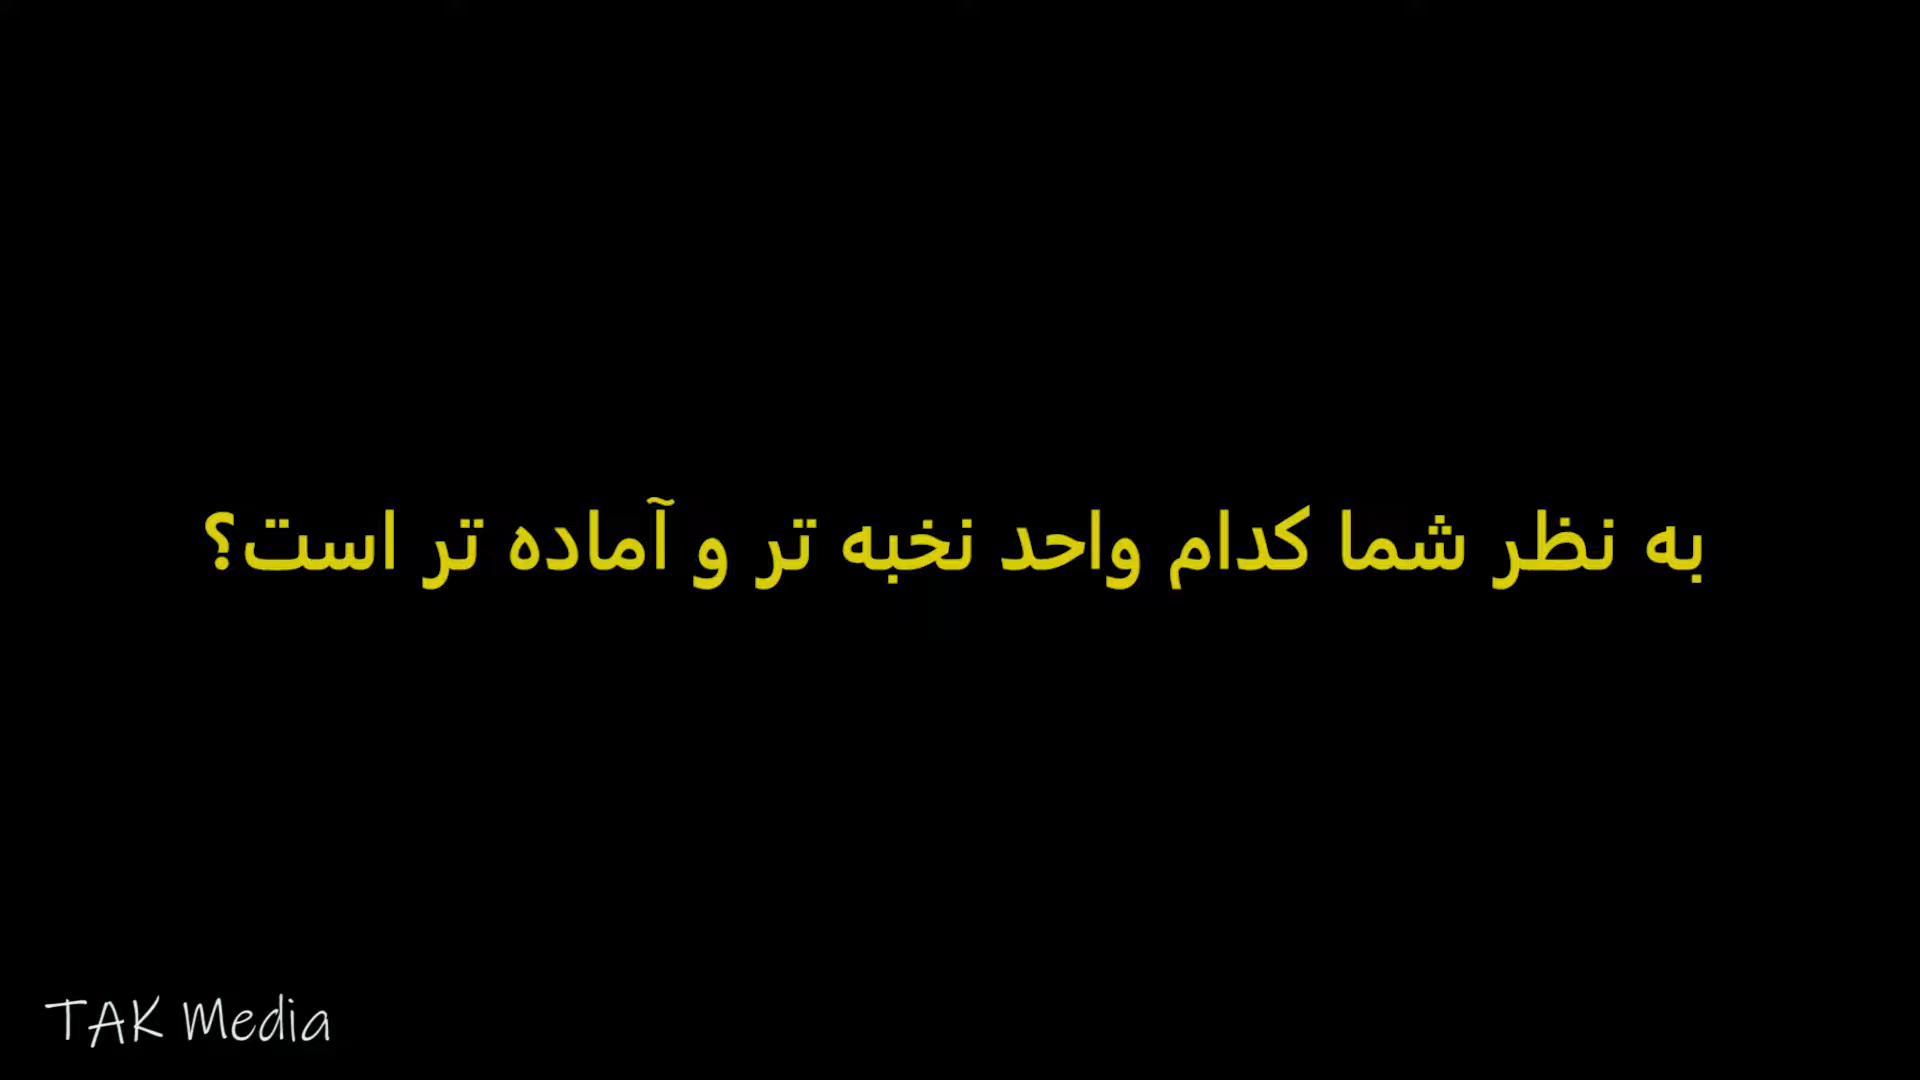 به نظر شما کدام واحد نخبه تر و آماده تر است؟
TAK Media